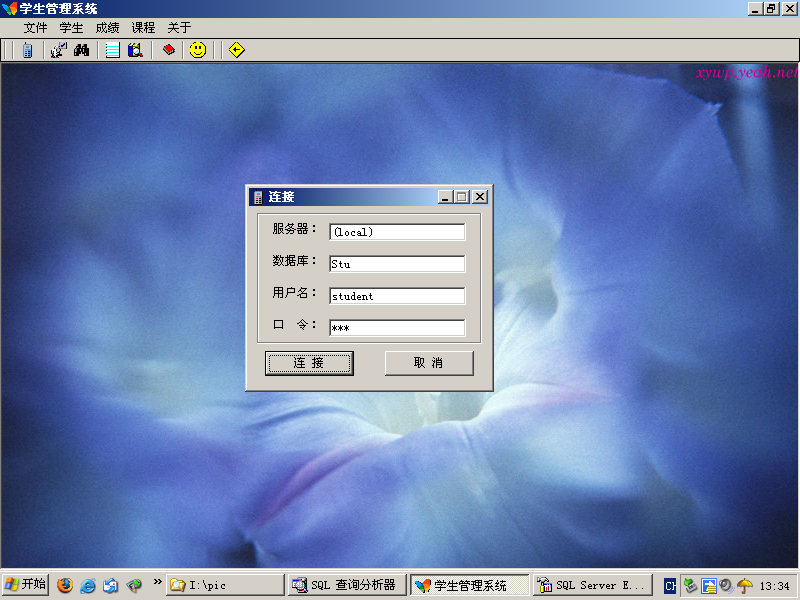 学生管理系统
文件 学生 成绩 课程 关于
xywp.yeah.net
连接
服务器： (local)
数据库： Stu
用户名： student
口 令： ***
连 接 取 消
开始 » I:\pic SQL 查询分析器 学生管理系统 SQL Server E... CH 13:34